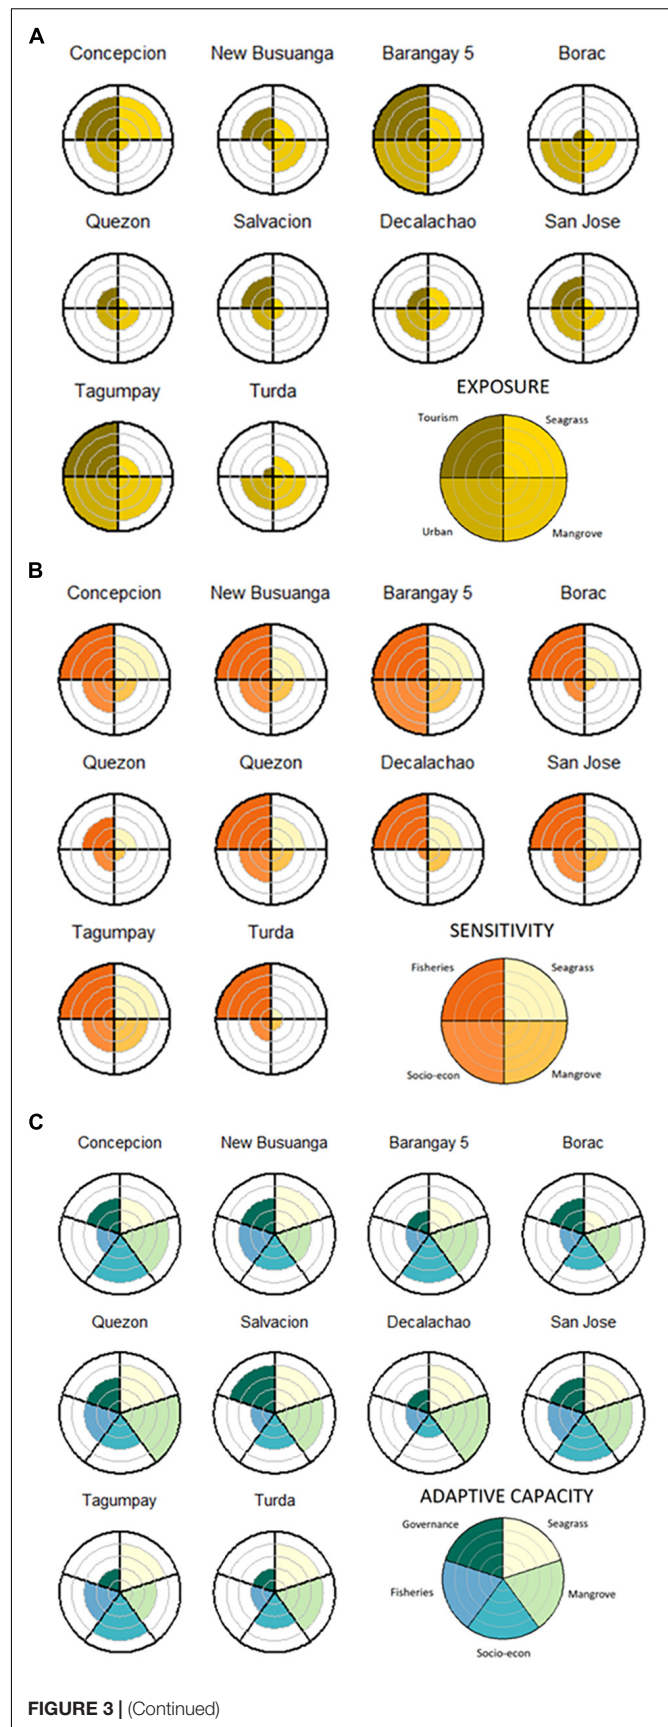 A
Concepcion New Busuanga Barangay 5 Borac
Quezon Salvacion Decalachao San Jose
Tagumpay Turda EXPOSURE
Tourism Seagrass
Urban Mangrove
B
Concepcion New Busuanga Barangay 5 Borac
Quezon Quezon Decalachao San Jose
Tagumpay Turda SENSITIVITY
Fisheries Seagrass
Socio-econ Mangrove
C
Concepcion New Busuanga Barangay 5 Borac
Quezon Salvacion Decalachao San Jose
Tagumpay Turda ADAPTIVE CAPACITY
Governance Seagrass
Fisheries Mangrove
Socio-econ
FIGURE 3 | (Continued)